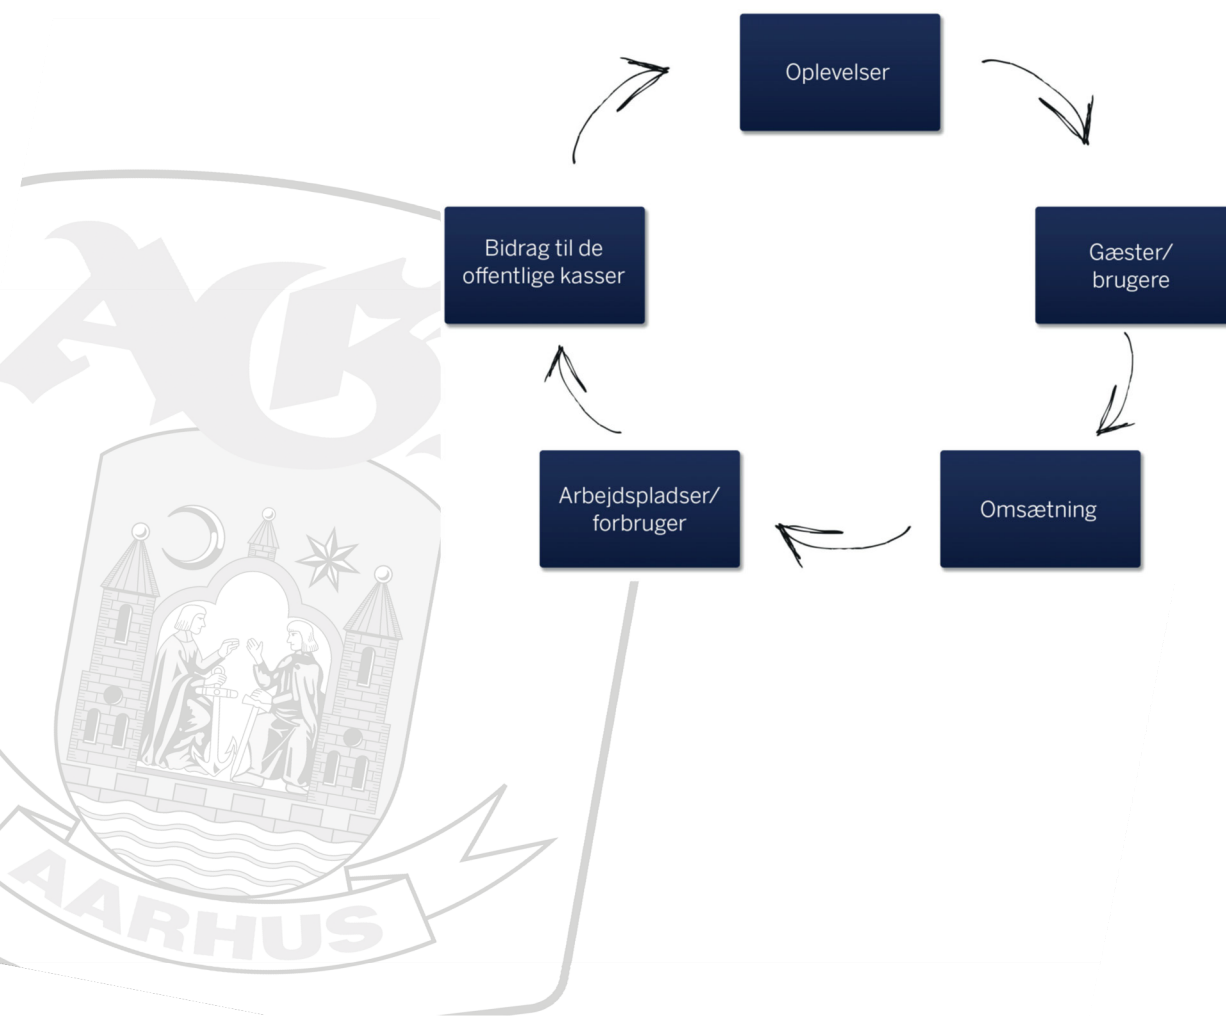 Oplevelser
Gæster/
brugere
Omsætning
Arbejdspladser/
forbruger
Bidrag til de
offentlige kasser
AGF
AARHUS